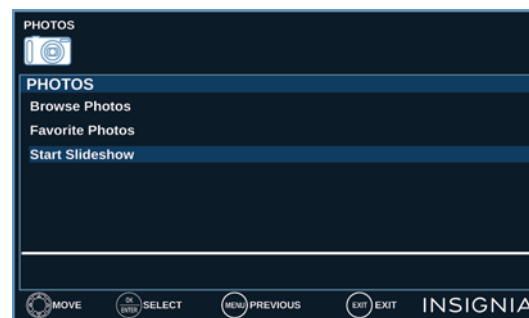 PHOTOS
PHOTOS
Browse Photos
Favorite Photos
Start Slideshow
MOVE OK ENTER SELECT MENU PREVIOUS EXIT EXIT INSIGNIA